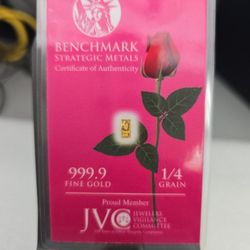 BENCHMARK
STRATEGIC METALS
Certificate of Authenticity
999.9
FINE GOLD
1/4
GRAIN
Proud Member
JVC
JEWELERS
VIGILANCE
COMMITTEE